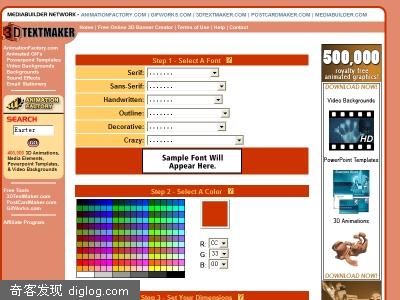 MEDIABUILDER NETWORK - ANIMATIONFACTORY.COM | GIFWORKS.COM | 3DTEXTMAKER.COM | POSTCARDMAKER.COM | MEDIABUILDER.COM
3D TEXTMAKER
Home | Free Online 3D Banner Creator | Terms of Use | Help | Contact
AnimationFactory.com
Animated GIFs
Powerpoint Templates
Video Backgrounds
Backgrounds
Sound Effects
Email Stationery
ANIMATION FACTORY
SEARCH
Easter
GO
400,000 3D Animations,
Media Elements,
Powerpoint Templates,
& Video Backgrounds
Free Tools
3DTextMaker.com
PostCardMaker.com
GifWorks.com
Affiliate Program
Step 1 - Select A Font ?
Serif: .......
Sans-Serif: .......
Handwritten: .......
Outline: .......
Decorative: .......
Crazy: .......
Sample Font Will
Appear Here.
Step 2 - Select A Color ?
R: CC
G: 33
B: 00
Step 3 - Set Your Dimensions ?
500,000
royalty free
animated graphics!
DOWNLOAD NOW!
Video Backgrounds
HD
PowerPoint Templates
3D Animations
DOWNLOAD NOW!
奇客发现 diglog.com